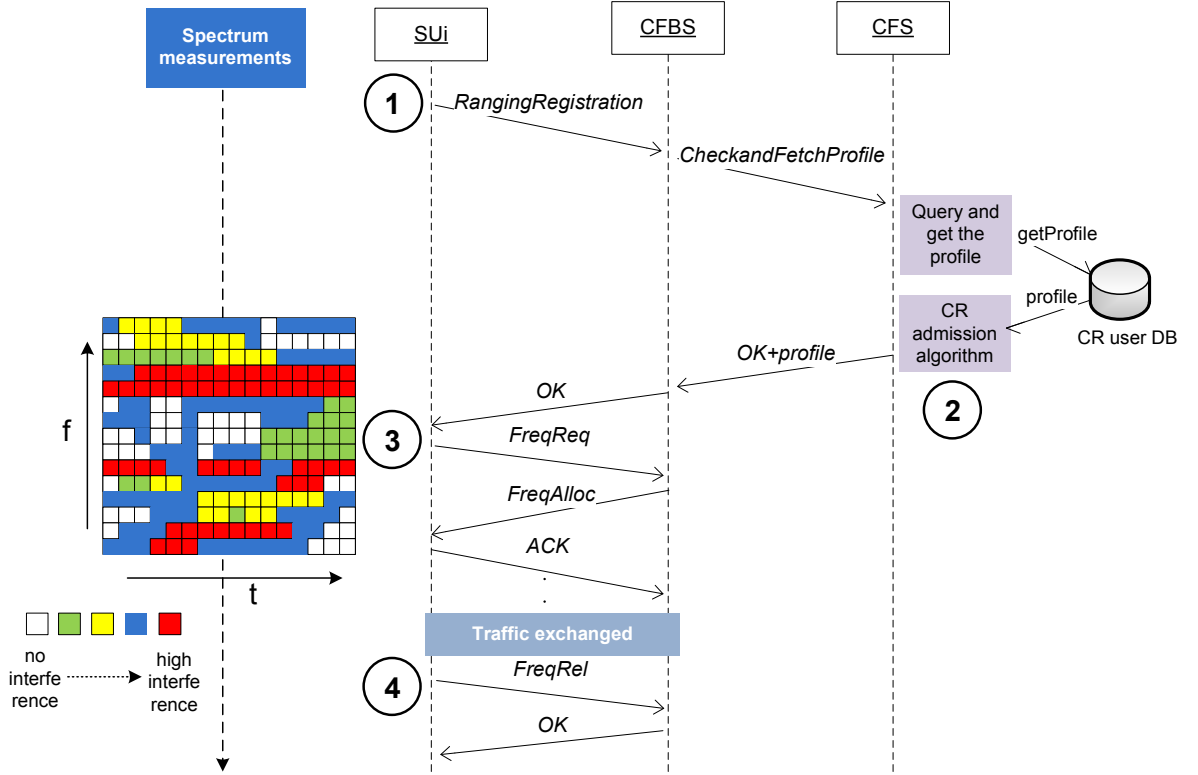 Spectrum
measurements
SUi
CFBS
CFS
1
RangingRegistration
CheckandFetchProfile
Query and
get the
profile
getProfile
profile
CR
admission
algorithm
CR user DB
OK+profile
2
OK
f
3
FreqReq
FreqAlloc
ACK
t
Traffic exchanged
no
interfe
rence
high
interfe
rence
4
FreqRel
OK